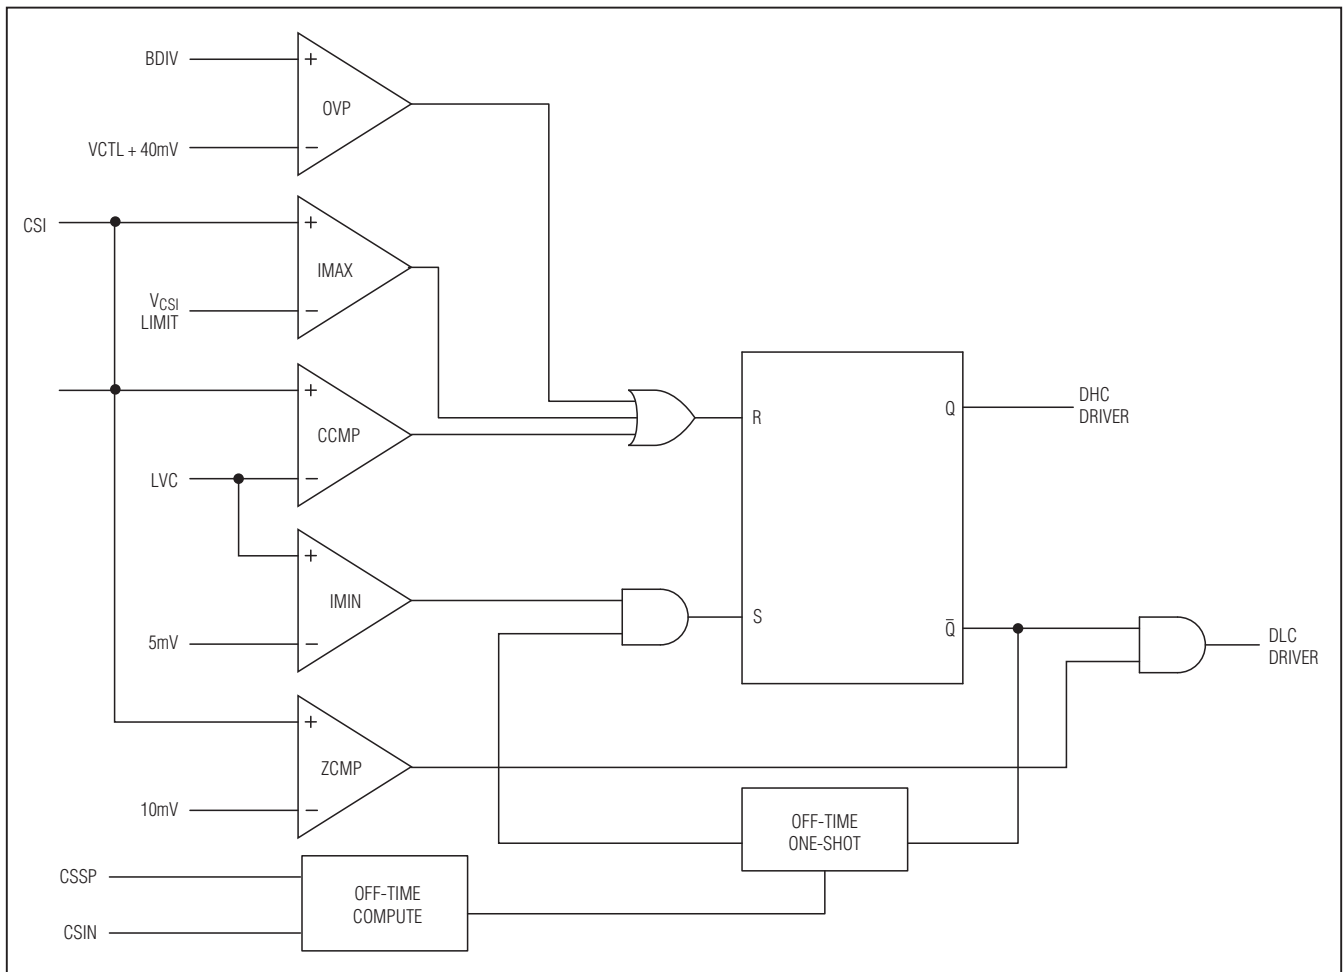 BDIV
+
OVP
VCTL + 40mV
−
CSI
+
IMAX
VCSI
LIMIT
−
+
CCMP
LVC
−
R
Q
DHC
DRIVER
+
IMIN
5mV
−
S
Q̅
DLC
DRIVER
+
ZCMP
10mV
−
OFF-TIME
ONE-SHOT
CSSP
CSIN
OFF-TIME
COMPUTE